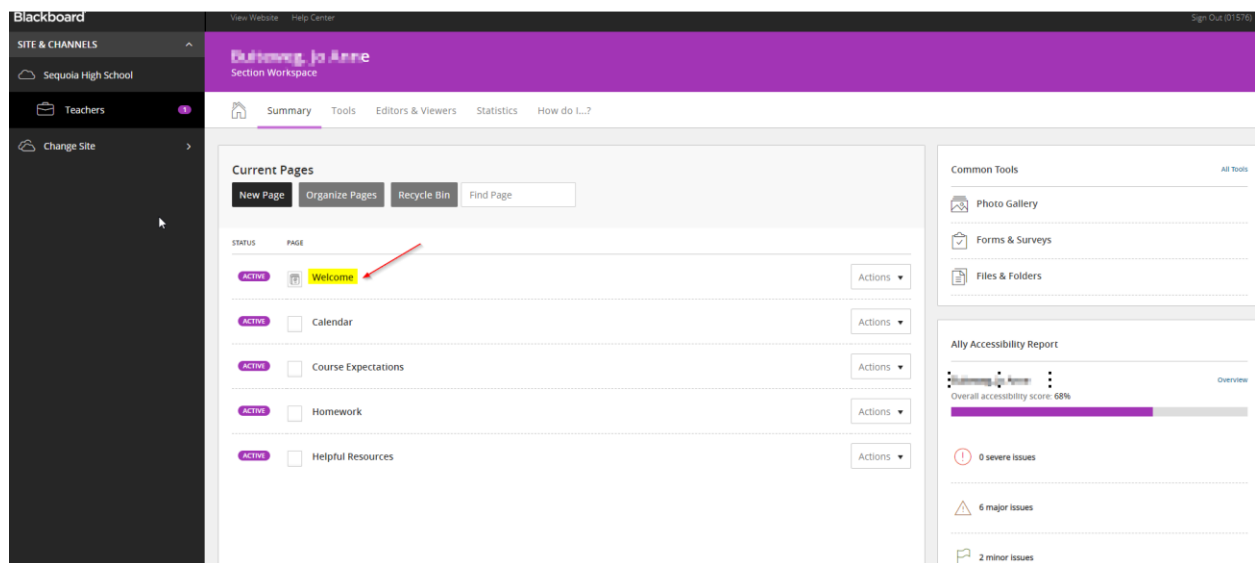 Blackboard
View Website Help Center
Sign Out (01576)
SITE & CHANNELS
Sequoia High School
Teachers 1
Change Site
Section Workspace
Summary Tools Editors & Viewers Statistics How do I...?
Current Pages
New Page Organize Pages Recycle Bin Find Page
STATUS PAGE
ACTIVE Welcome Actions
ACTIVE Calendar Actions
ACTIVE Course Expectations Actions
ACTIVE Homework Actions
ACTIVE Helpful Resources Actions
Common Tools All Tools
Photo Gallery
Forms & Surveys
Files & Folders
Ally Accessibility Report
Overview
Overall accessibility score: 68%
0 severe issues
6 major issues
2 minor issues